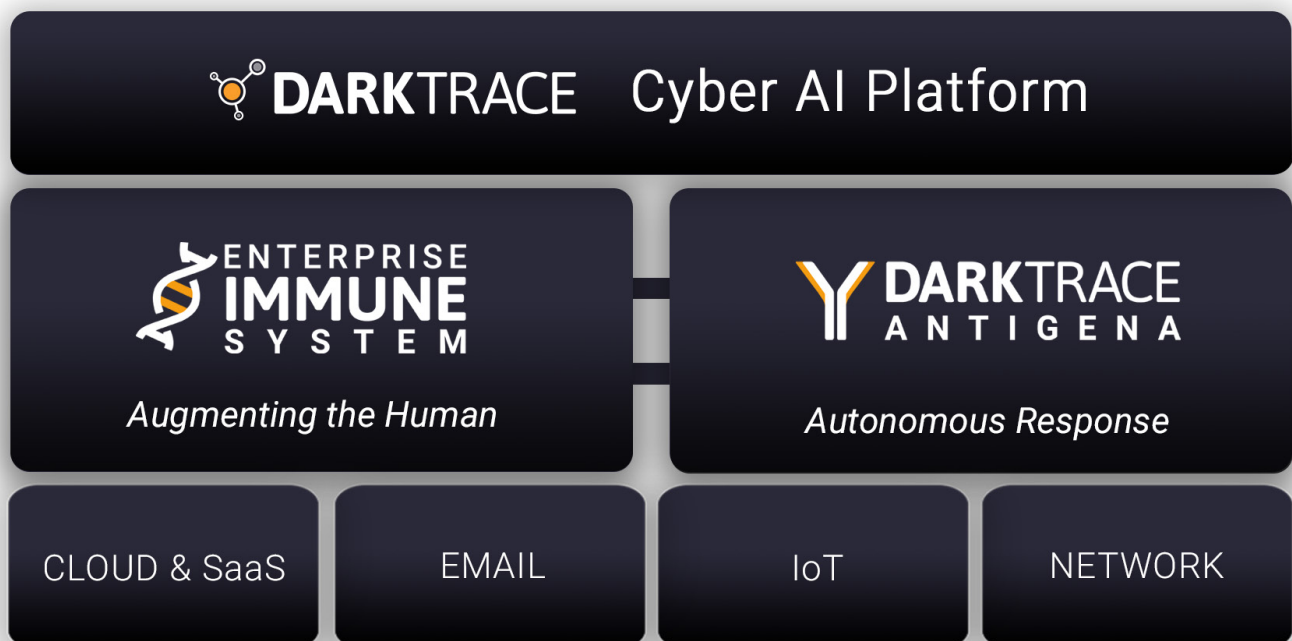 DARKTRACE Cyber AI Platform
ENTERPRISE
IMMUNE
SYSTEM
Augmenting the Human
DARKTRACE
ANTIGENA
Autonomous Response
CLOUD & SaaS
EMAIL
IoT
NETWORK